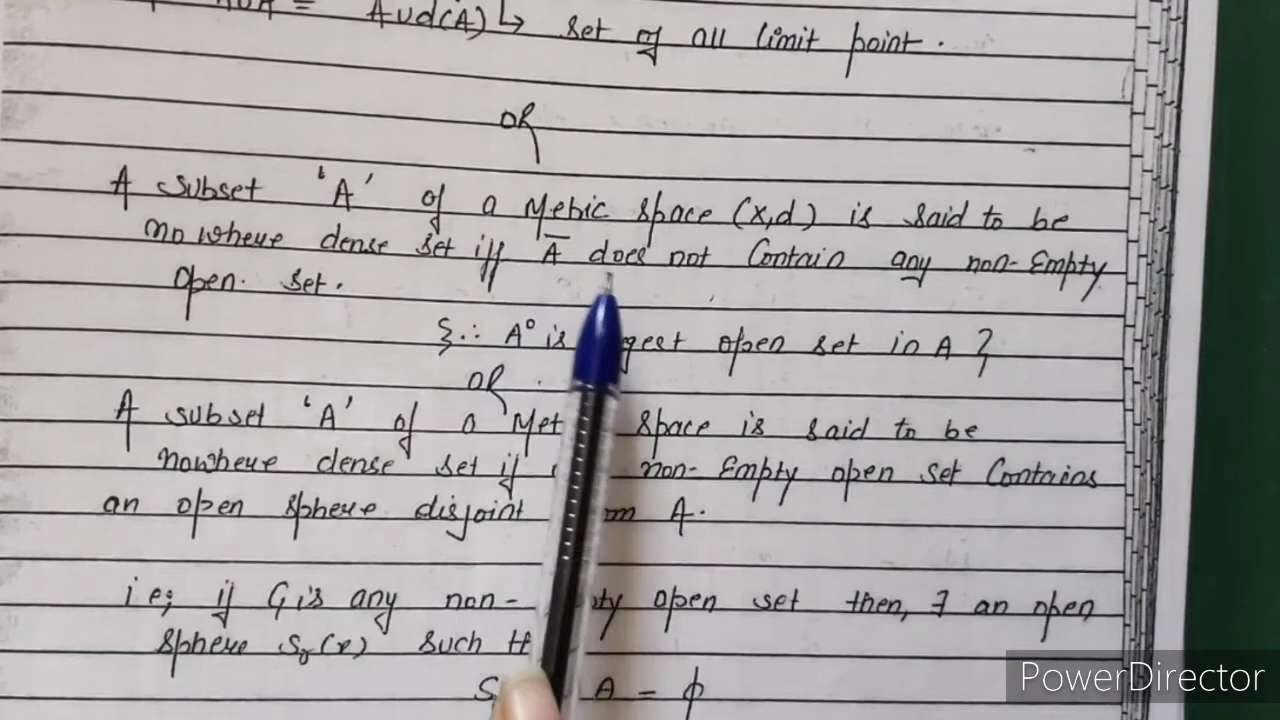 = AUd(A) ↳ set of all limit point.
OR
A subset 'A' of a Metric space (X,d) is said to be
nowhere dense set iff A̅ does not Contain any non-Empty
open. set.
{∴ A° is gest open set in A}
OR
A subset 'A' of a Met space is said to be
nowhere dense set if non-Empty open set Contains
an open sphere disjoint m A.
i.e; if G is any non- ty open set then, ∃ an open
sphere Sr(x) such
S A = ϕ
PowerDirector